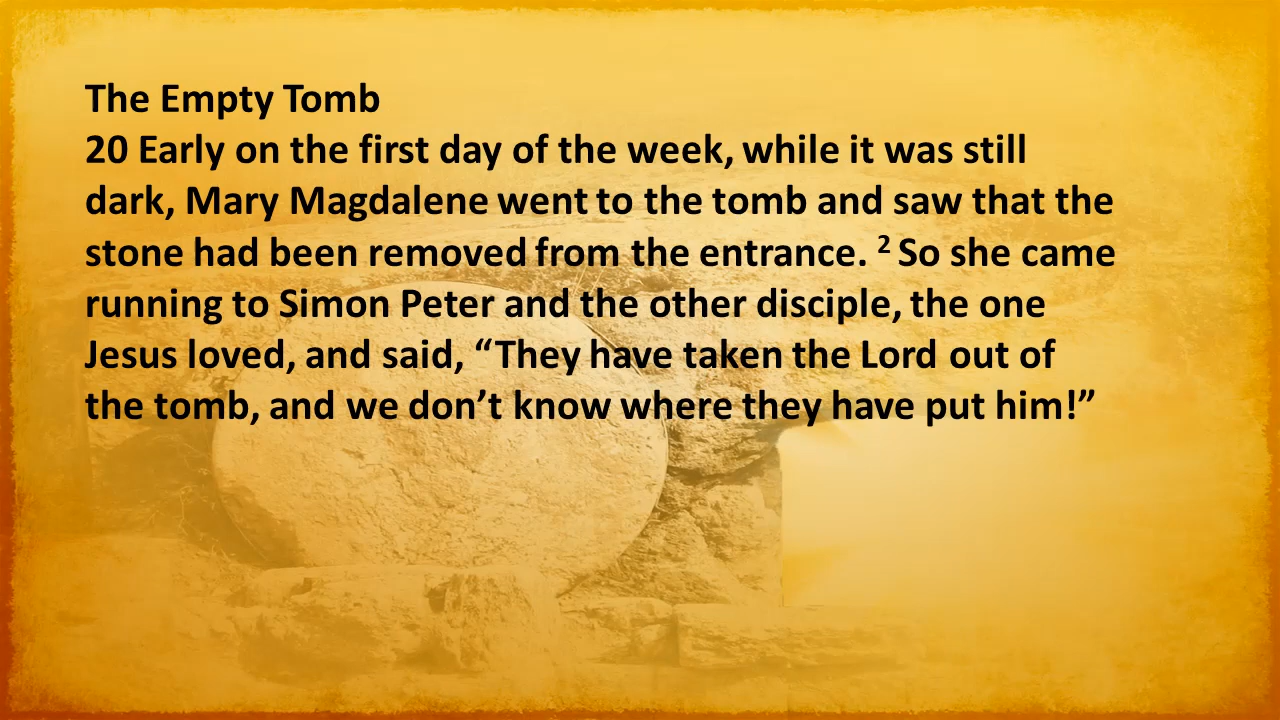 The Empty Tomb
20 Early on the first day of the week, while it was still
dark, Mary Magdalene went to the tomb and saw that the
stone had been removed from the entrance. ² So she came
running to Simon Peter and the other disciple, the one
Jesus loved, and said, “They have taken the Lord out of
the tomb, and we don’t know where they have put him!”